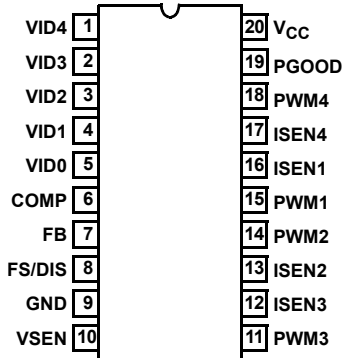 VID4 1 20 VCC
VID3 2 19 PGOOD
VID2 3 18 PWM4
VID1 4 17 ISEN4
VID0 5 16 ISEN1
COMP 6 15 PWM1
FB 7 14 PWM2
FS/DIS 8 13 ISEN2
GND 9 12 ISEN3
VSEN 10 11 PWM3